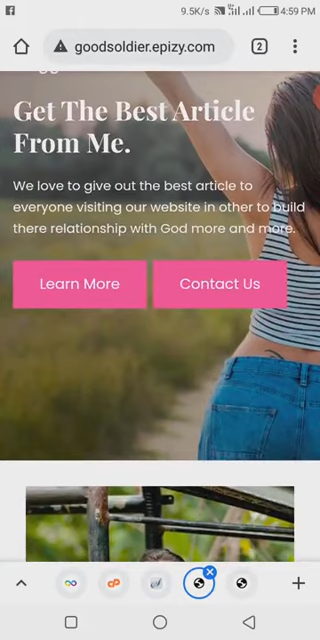 9.5K/s
4:59 PM
goodsoldier.epizy.com
2
Get The Best Article
From Me.
We love to give out the best article to
everyone visiting our website in other to build
there relationship with God more and more.
Learn More
Contact Us